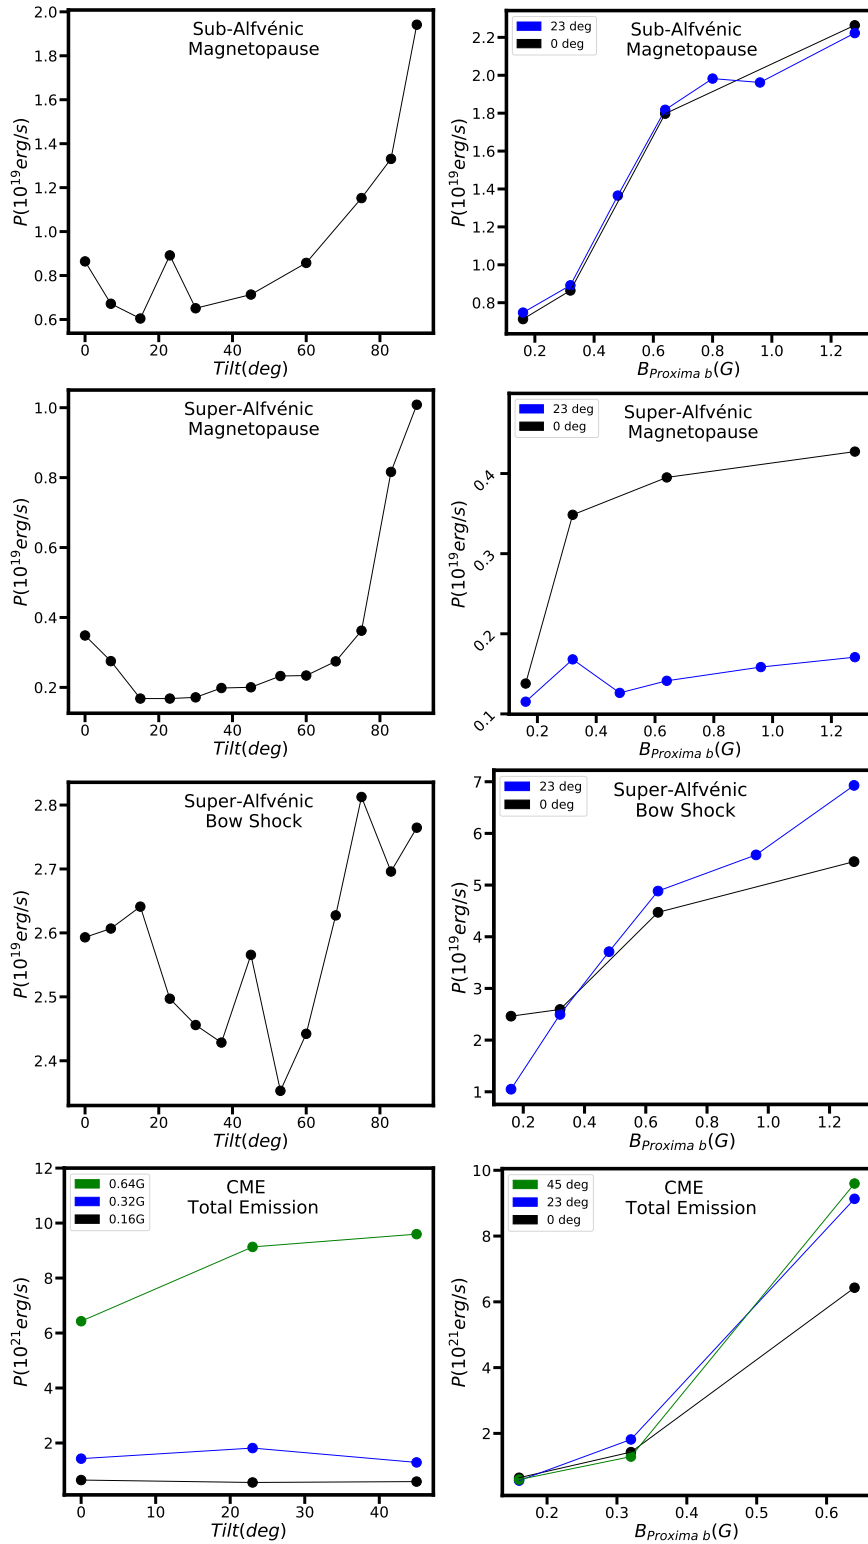 Sub-Alfvénic
Magnetopause
P(10^19 erg/s)
2.0
1.8
1.6
1.4
1.2
1.0
0.8
0.6
0 20 40 60 80
Tilt(deg)
23 deg
0 deg
Sub-Alfvénic
Magnetopause
P(10^19 erg/s)
2.2
2.0
1.8
1.6
1.4
1.2
1.0
0.8
0.2 0.4 0.6 0.8 1.0 1.2
B_Proxima b (G)
Super-Alfvénic
Magnetopause
P(10^19 erg/s)
1.0
0.8
0.6
0.4
0.2
0 20 40 60 80
Tilt(deg)
23 deg
0 deg
Super-Alfvénic
Magnetopause
P(10^19 erg/s)
0.4
0.3
0.2
0.1
0.2 0.4 0.6 0.8 1.0 1.2
B_Proxima b (G)
Super-Alfvénic
Bow Shock
P(10^19 erg/s)
2.8
2.7
2.6
2.5
2.4
0 20 40 60 80
Tilt(deg)
23 deg
0 deg
Super-Alfvénic
Bow Shock
P(10^19 erg/s)
7
6
5
4
3
2
1
0.2 0.4 0.6 0.8 1.0 1.2
B_Proxima b (G)
0.64G
0.32G
0.16G
CME
Total Emission
P(10^21 erg/s)
12
10
8
6
4
2
0 10 20 30 40
Tilt(deg)
45 deg
23 deg
0 deg
CME
Total Emission
P(10^21 erg/s)
10
8
6
4
2
0.2 0.3 0.4 0.5 0.6
B_Proxima b (G)